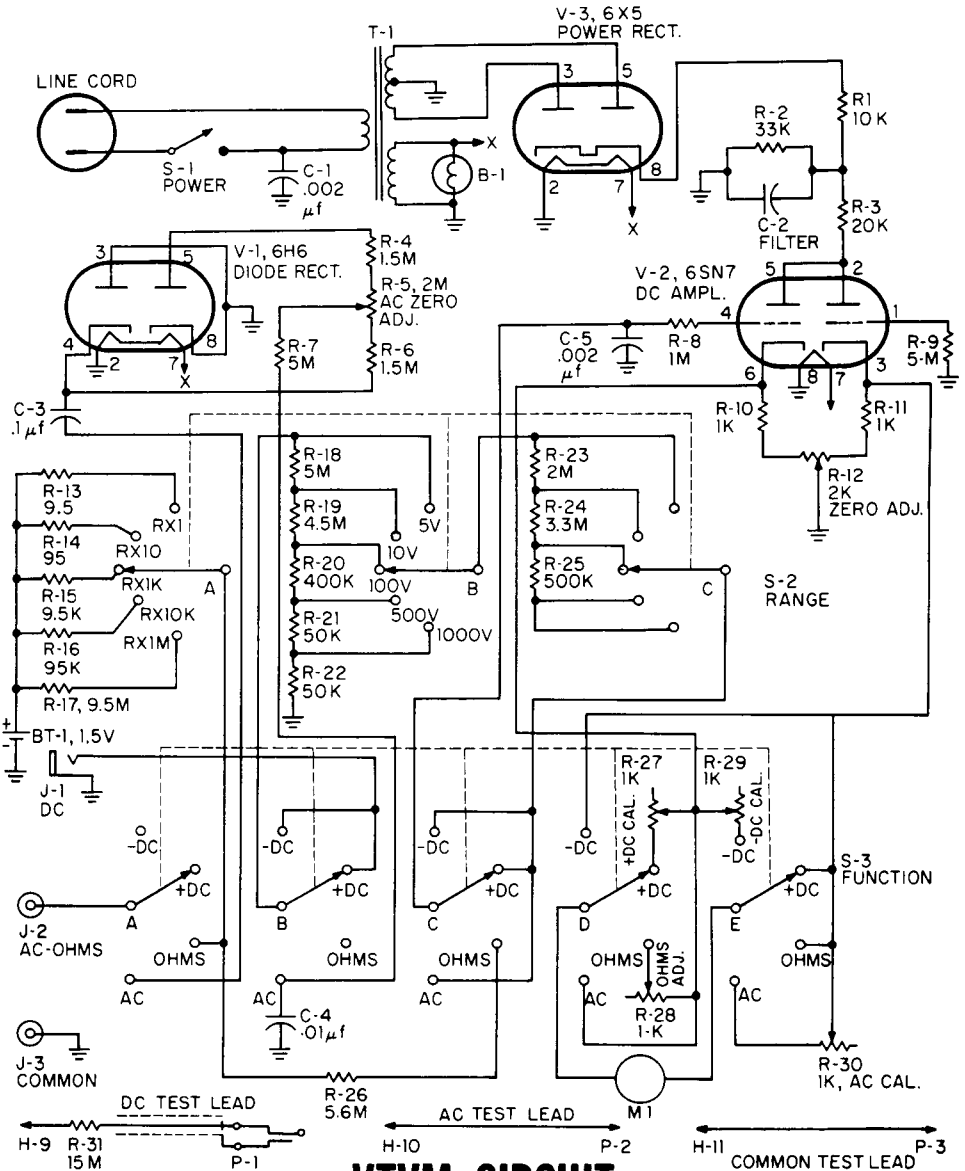 V-3, 6X5
POWER RECT.
T-1
LINE CORD
3
5
R1
10K
R-2
33K
S-1
POWER
C-1
.002
μf
X
B-1
2
7
8
X
C-2
FILTER
R-3
20K
3
5
V-1, 6H6
DIODE RECT.
R-4
1.5M
R-5, 2M
AC ZERO
ADJ.
V-2, 6SN7
DC AMPL.
5
2
4
1
4
2
7
8
X
R-7
5M
R-6
1.5M
C-5
.002
μf
R-8
1M
R-9
5-M
6
8
7
3
C-3
.1μf
R-10
1K
R-11
1K
R-12
2K
ZERO ADJ.
R-13
9.5
RX1
R-14
95
RX10
R-15
9.5K
RX1K
A
R-16
95K
RX10K
RX1M
R-17, 9.5M
R-18
5M
R-19
4.5M
5V
10V
R-20
400K
100V
B
R-21
50K
500V
1000V
R-22
50K
R-23
2M
R-24
3.3M
R-25
500K
C
S-2
RANGE
+
-
BT-1, 1.5V
J-1
DC
R-27
1K
R-29
1K
+DC CAL.
-DC CAL.
-DC
-DC
-DC
-DC
-DC
+DC
+DC
+DC
+DC
+DC
S-3
FUNCTION
J-2
AC-OHMS
A
B
C
D
E
OHMS
OHMS
OHMS
OHMS
OHMS
ADJ.
OHMS
AC
AC
AC
AC
AC
C-4
.01μf
R-28
1-K
J-3
COMMON
R-26
5.6M
M1
R-30
1K, AC CAL.
DC TEST LEAD
AC TEST LEAD
H-9
R-31
15M
P-1
H-10
P-2
H-11
P-3
COMMON TEST LEAD
VTVM CIRCUIT